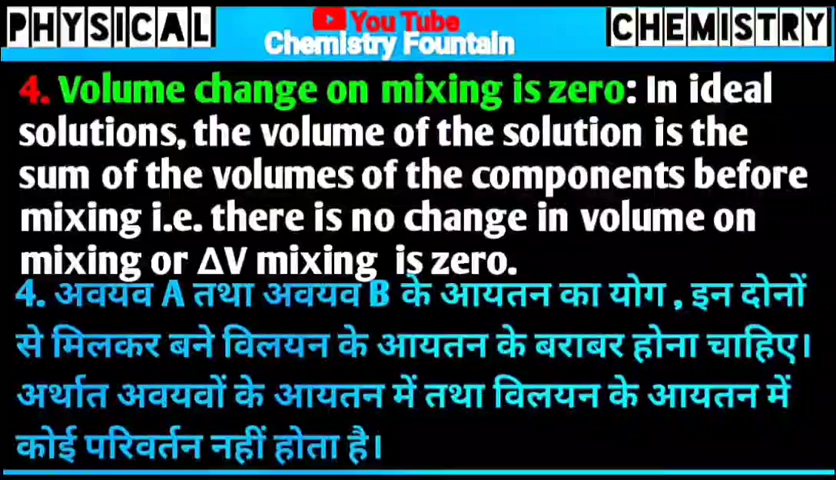 PHYSICAL
You Tube
Chemistry Fountain
CHEMISTRY
4. Volume change on mixing is zero: In ideal
solutions, the volume of the solution is the
sum of the volumes of the components before
mixing i.e. there is no change in volume on
mixing or ΔV mixing is zero.
4. अवयव A तथा अवयव B के आयतन का योग , इन दोनों
से मिलकर बने विलयन के आयतन के बराबर होना चाहिए।
अर्थात अवयवों के आयतन में तथा विलयन के आयतन में
कोई परिवर्तन नहीं होता है।